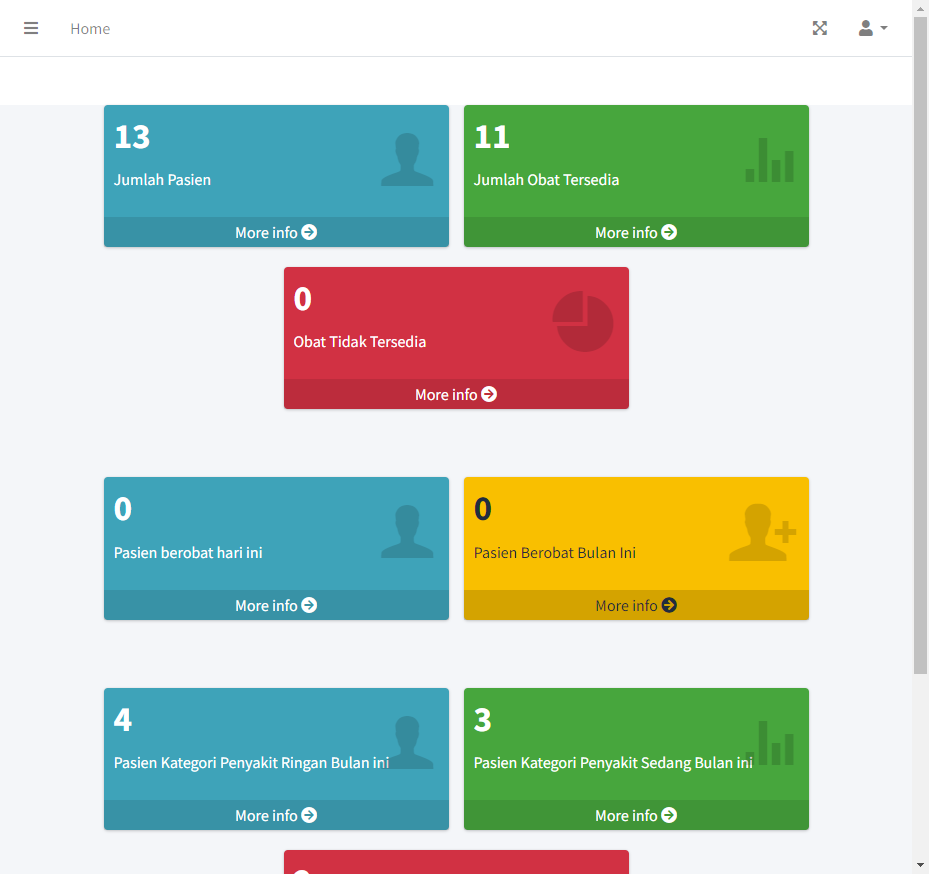 Home
13
Jumlah Pasien
More info
11
Jumlah Obat Tersedia
More info
0
Obat Tidak Tersedia
More info
0
Pasien berobat hari ini
More info
0
Pasien Berobat Bulan Ini
More info
4
Pasien Kategori Penyakit Ringan Bulan ini
More info
3
Pasien Kategori Penyakit Sedang Bulan ini
More info